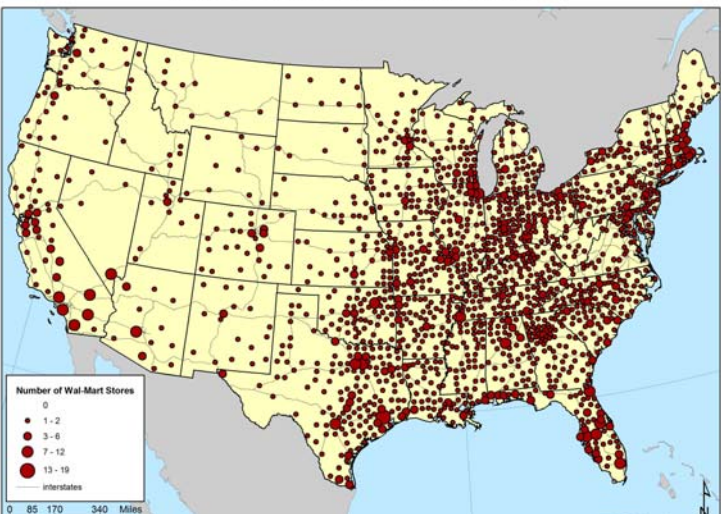 Number of Wal-Mart Stores
0
1 - 2
3 - 6
7 - 12
13 - 19
interstates
0 85 170 340 Miles
N